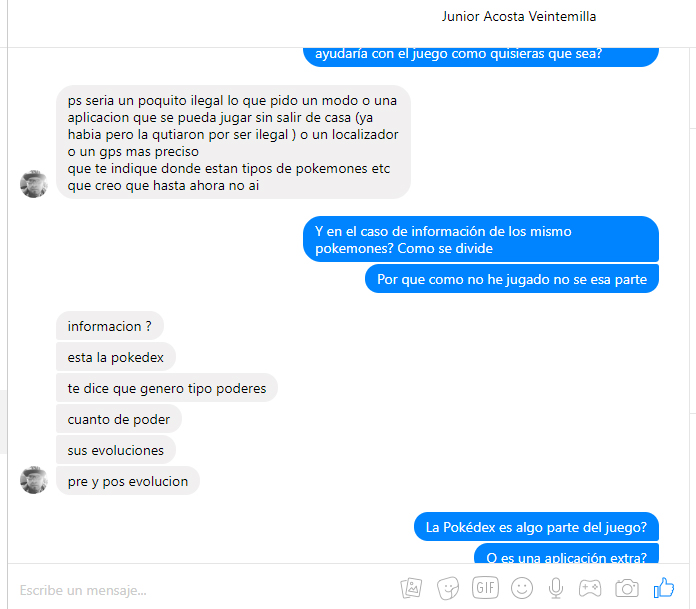 Junior Acosta Veintemilla
ayudaría con el juego como quisieras que sea?
ps seria un poquito ilegal lo que pido un modo o una
aplicacion que se pueda jugar sin salir de casa (ya
habia pero la qutiaron por ser ilegal ) o un localizador
o un gps mas preciso
que te indique donde estan tipos de pokemones etc
que creo que hasta ahora no ai
Y en el caso de información de los mismo
pokemones? Como se divide
Por que como no he jugado no se esa parte
informacion ?
esta la pokedex
te dice que genero tipo poderes
cuanto de poder
sus evoluciones
pre y pos evolucion
La Pokédex es algo parte del juego?
O es una aplicación extra?
Escribe un mensaje...
GIF